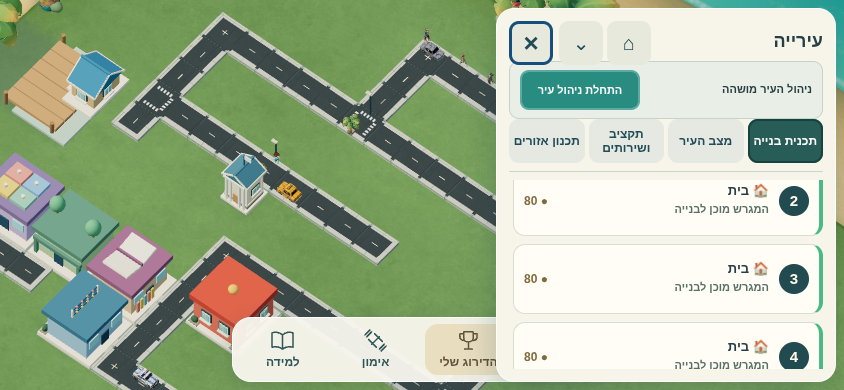 עירייה
ניהול העיר מושהה
התחלת ניהול עיר
תכנית בנייה
מצב העיר
תקציב
ושירותים
תכנון אזורים
2
🏠 בית
המגרש מוכן לבנייה
80 ●
3
🏠 בית
המגרש מוכן לבנייה
80 ●
4
🏠 בית
המגרש מוכן לבנייה
80 ●
הדירוג שלי
אימון
למידה